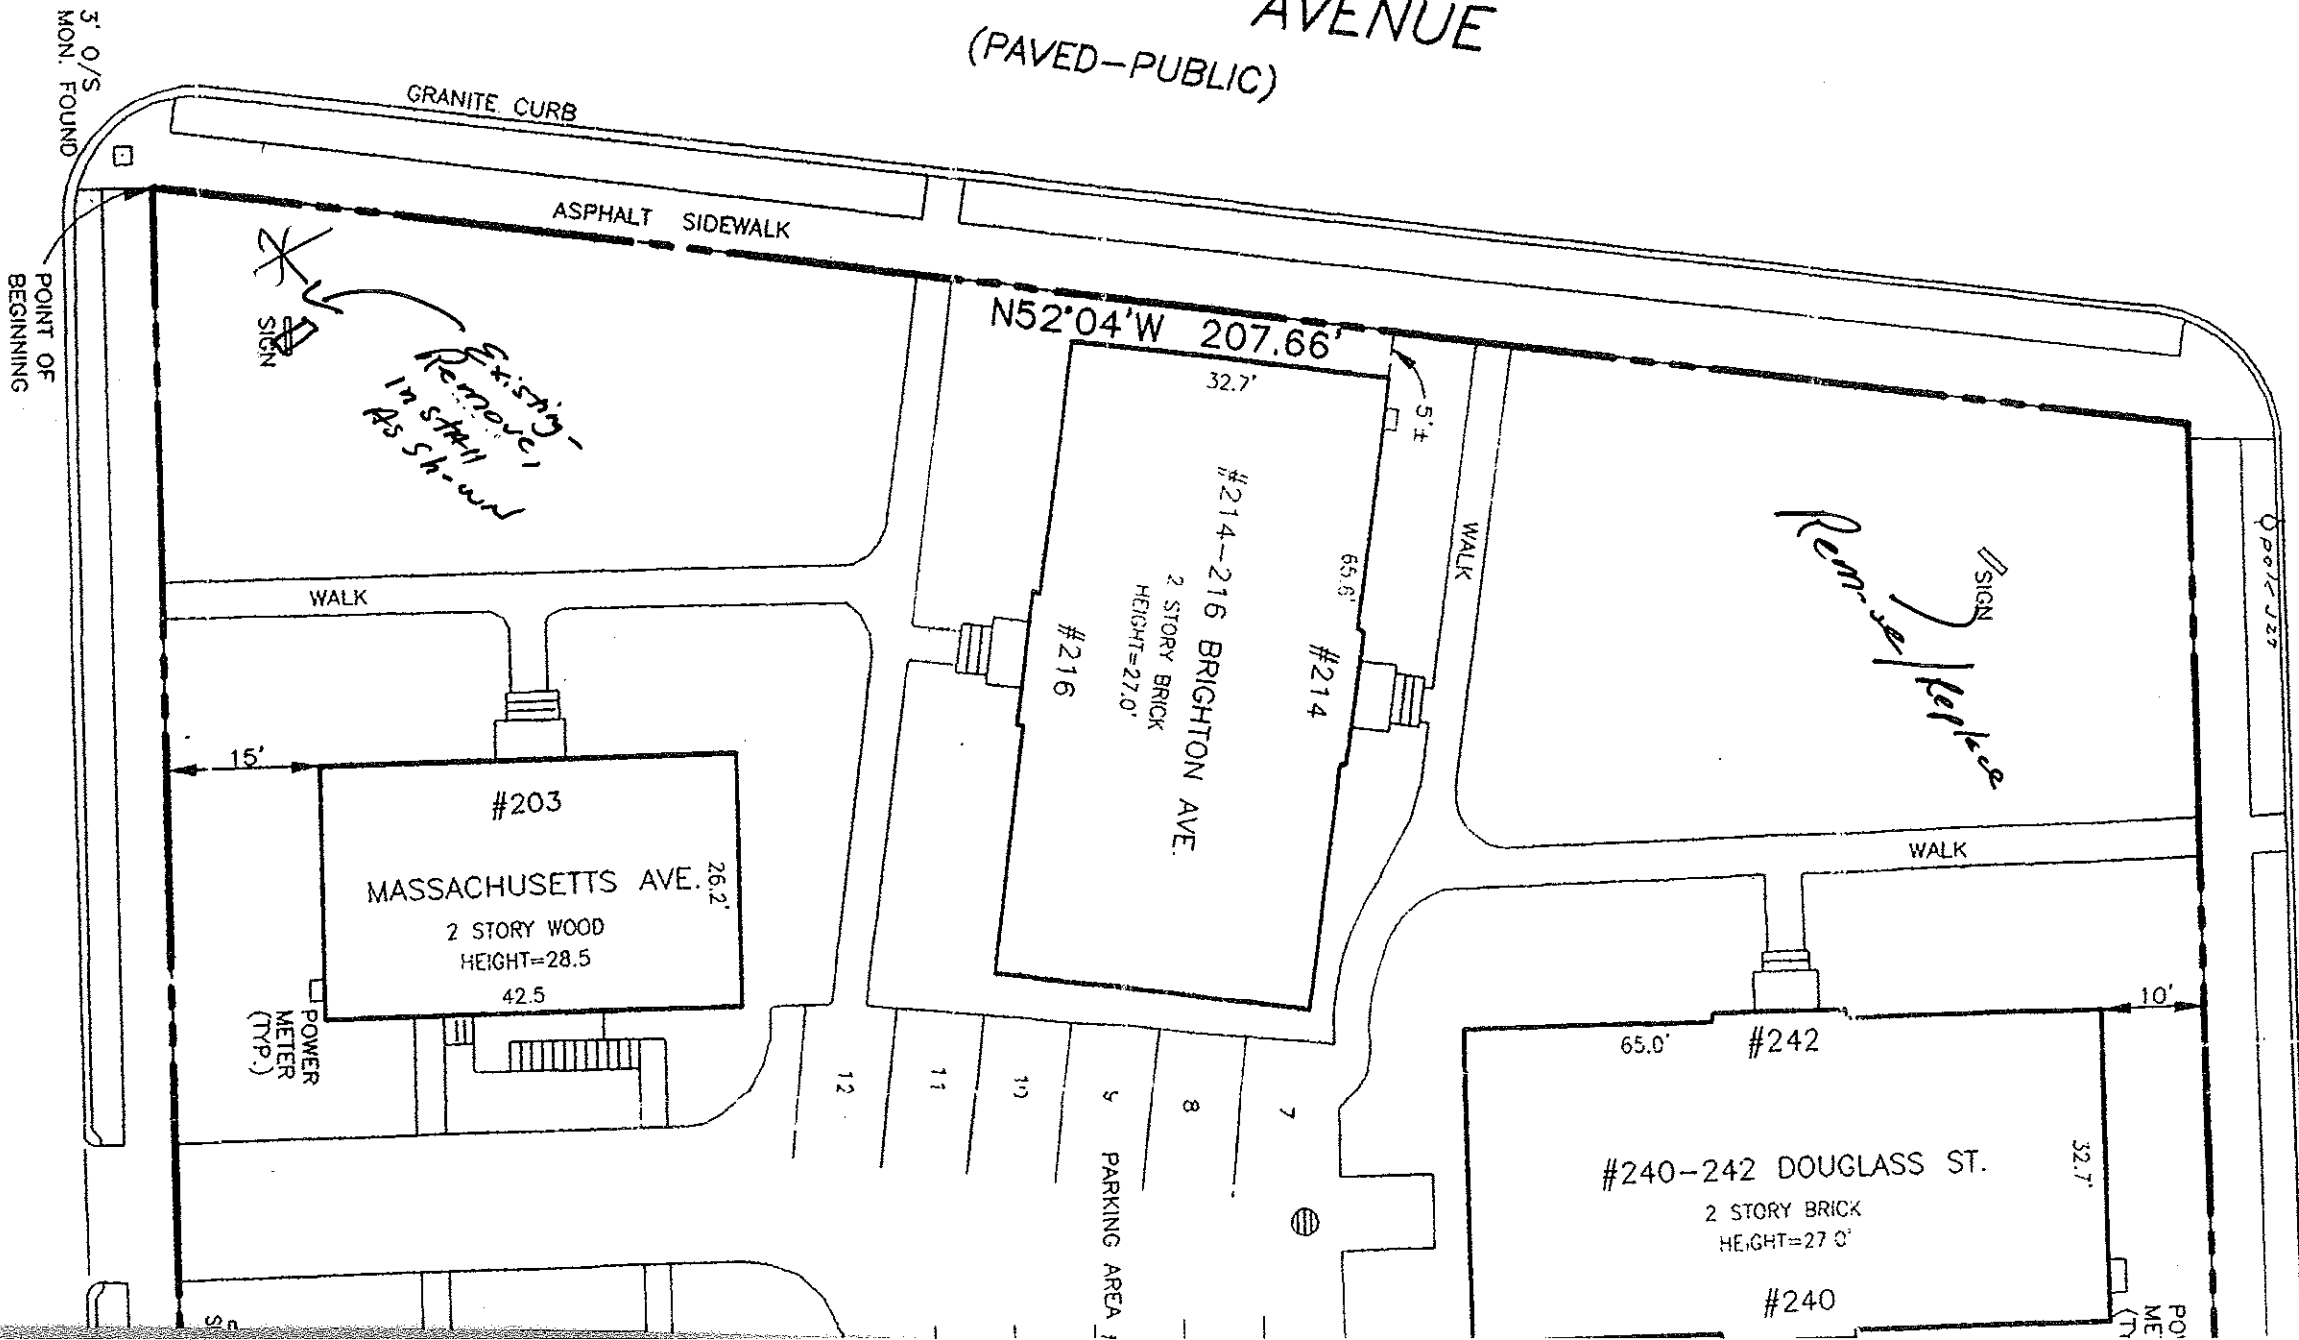 AVENUE
(PAVED-PUBLIC)
3' O/S
MON. FOUND
GRANITE CURB
ASPHALT SIDEWALK
POINT OF
BEGINNING
SIGN
Existing-
Remove,
install
As Shown
N52°04'W 207.66'
32.7'
5'±
#214-216 BRIGHTON AVE.
2 STORY BRICK
HEIGHT=27.0'
65.6'
#214
#216
WALK
SIGN
Remove/Replace
pole 127
WALK
WALK
15'
#203
MASSACHUSETTS AVE.
26.2'
2 STORY WOOD
HEIGHT=28.5
42.5
POWER
METER
(TYP.)
12
11
10
9
8
7
PARKING AREA
10'
65.0'
#242
#240-242 DOUGLASS ST.
32.7'
2 STORY BRICK
HEIGHT=27.0'
#240